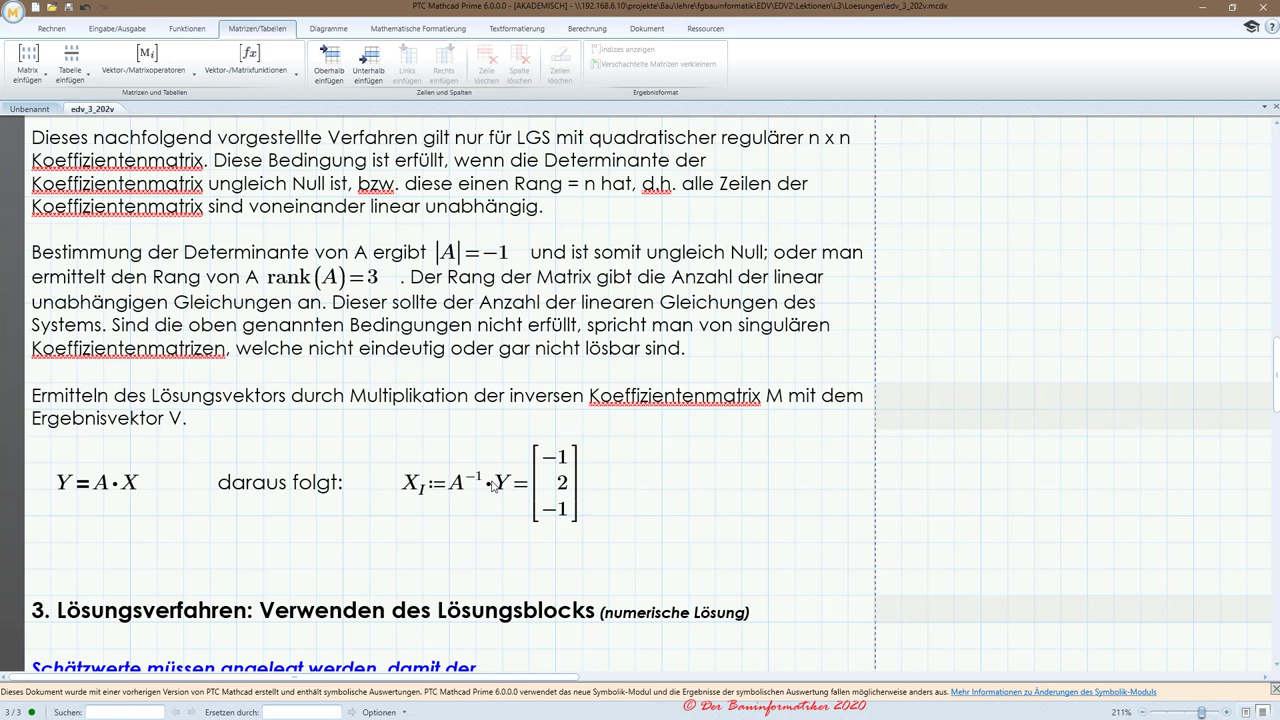 PTC Mathcad Prime 6.0.0.0 - [AKADEMISCH] - \\192.168.6.10\projekte\Bau\lehre\fgbauinformatik\EDV\EDV2\Lektionen\L3\Loesungen\edv_3_202v.mcdx
Rechnen Eingabe/Ausgabe Funktionen Matrizen/Tabellen Diagramme Mathematische Formatierung Textformatierung Berechnung Dokument Ressourcen
Matrix einfügen Tabelle einfügen Vektor-/Matrixoperatoren Vektor-/Matrixfunktionen Oberhalb einfügen Unterhalb einfügen Links einfügen Rechts einfügen Zeile löschen Spalte löschen Zeilen löschen Indizes anzeigen
Verschachtelte Matrizen verkleinern
Matrizen und Tabellen Zeilen und Spalten Ergebnisformat
Unbenannt edv_3_202v
Dieses nachfolgend vorgestellte Verfahren gilt nur für LGS mit quadratischer regulärer n x n
Koeffizientenmatrix. Diese Bedingung ist erfüllt, wenn die Determinante der
Koeffizientenmatrix ungleich Null ist, bzw. diese einen Rang = n hat, d.h. alle Zeilen der
Koeffizientenmatrix sind voneinander linear unabhängig.
Bestimmung der Determinante von A ergibt |A|=−1 und ist somit ungleich Null; oder man
ermittelt den Rang von A rank(A)=3 . Der Rang der Matrix gibt die Anzahl der linear
unabhängigen Gleichungen an. Dieser sollte der Anzahl der linearen Gleichungen des
Systems. Sind die oben genannten Bedingungen nicht erfüllt, spricht man von singulären
Koeffizientenmatrizen, welche nicht eindeutig oder gar nicht lösbar sind.
Ermitteln des Lösungsvektors durch Multiplikation der inversen Koeffizientenmatrix M mit dem
Ergebnisvektor V.
Y=A·X daraus folgt: X_I:=A⁻¹·Y=[−1 2 −1]
3. Lösungsverfahren: Verwenden des Lösungsblocks (numerische Lösung)
Schätzwerte müssen angelegt werden, damit der
Dieses Dokument wurde mit einer vorherigen Version von PTC Mathcad erstellt und enthält symbolische Auswertungen. PTC Mathcad Prime 6.0.0.0 verwendet das neue Symbolik-Modul und die Ergebnisse der symbolischen Auswertung fallen möglicherweise anders aus. Mehr Informationen zu Änderungen des Symbolik-Moduls
3 / 3 Suchen: Ersetzen durch: Optionen © Der Bauinformatiker 2020 211%